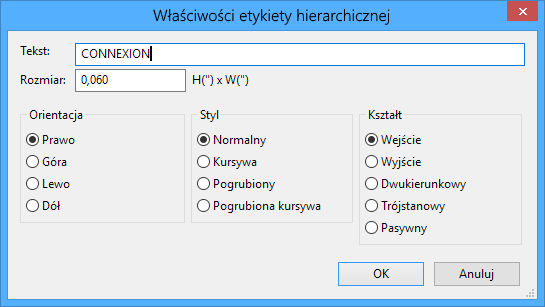 Właściwości etykiety hierarchicznej
Tekst: CONNEXION
Rozmiar: 0,060 H(") x W(")
Orientacja
Prawo
Góra
Lewo
Dół
Styl
Normalny
Kursywa
Pogrubiony
Pogrubiona kursywa
Kształt
Wejście
Wyjście
Dwukierunkowy
Trójstanowy
Pasywny
OK Anuluj